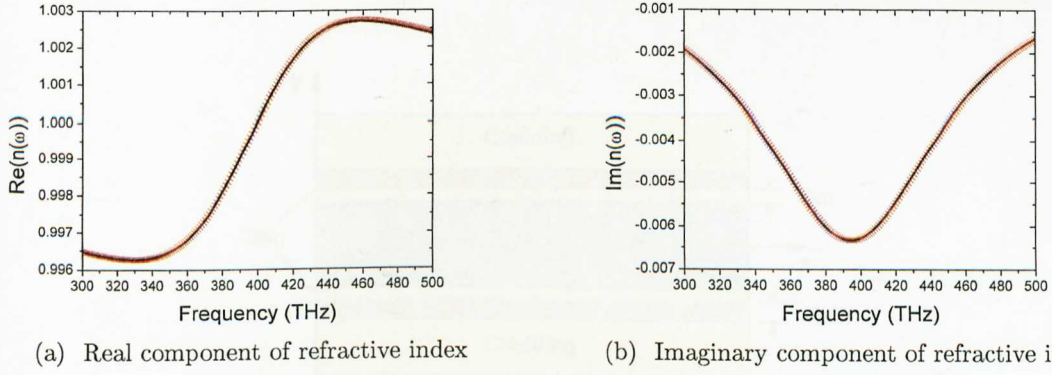 1.003
1.002
1.001
1.000
0.999
0.998
0.997
0.996
Re(n(ω))
300 320 340 360 380 400 420 440 460 480 500
Frequency (THz)
(a) Real component of refractive index
-0.001
-0.002
-0.003
-0.004
-0.005
-0.006
-0.007
Im(n(ω))
300 320 340 360 380 400 420 440 460 480 500
Frequency (THz)
(b) Imaginary component of refractive i